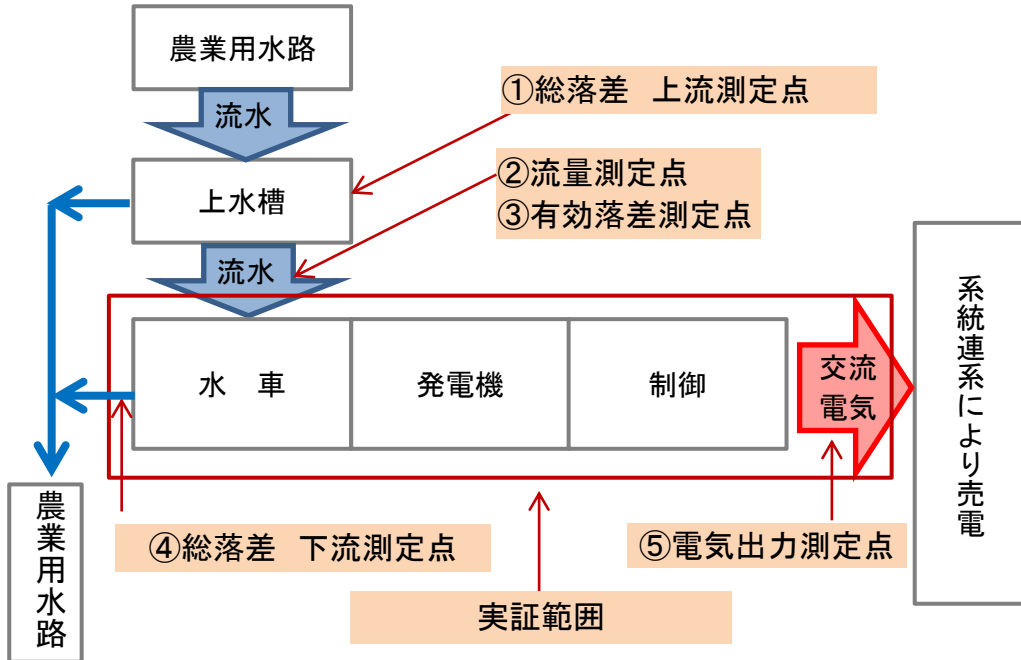 農業用水路
流水
①総落差　上流測定点
上水槽
②流量測定点
③有効落差測定点
流水
水　車
発電機
制御
交流
電気
系統連系により売電
農業用水路
④総落差　下流測定点
⑤電気出力測定点
実証範囲